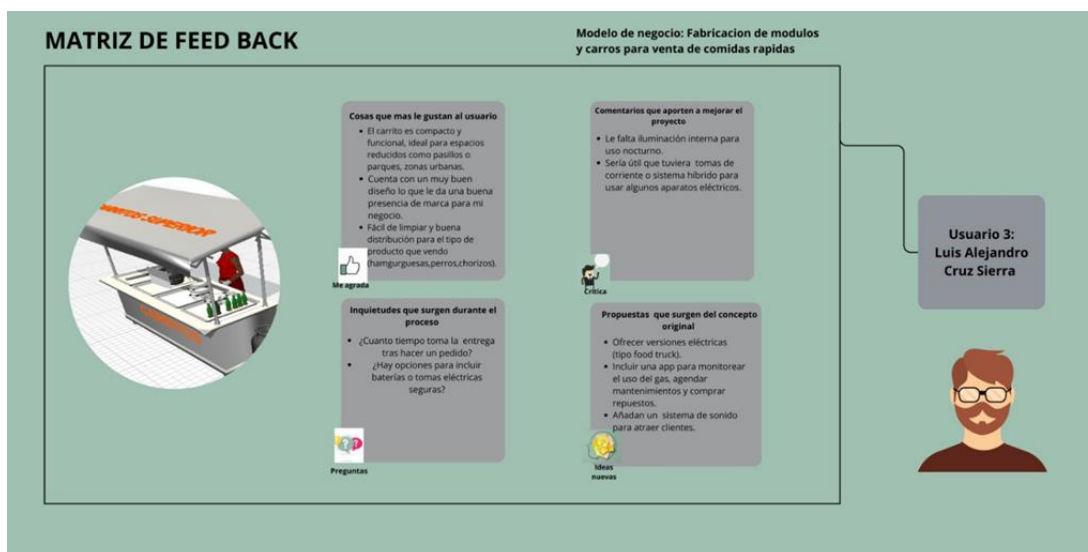 MATRIZ DE FEED BACK
Modelo de negocio: Fabricacion de modulos
y carros para venta de comidas rapidas
Cosas que mas le gustan al usuario
• El carrito es compacto y
funcional, ideal para espacios
reducidos como pasillos o
parques, zonas urbanas.
• Cuenta con un muy buen
diseño lo que le da una buena
presencia de marca para mi
negocio.
• Fácil de limpiar y buena
distribución para el tipo de
producto que vendo
(hamgurguesas,perros,chorizos).
Me agrada
Comentarios que aporten a mejorar el
proyecto
• Le falta iluminación interna para
uso nocturno.
• Sería útil que tuviera tomas de
corriente o sistema híbrido para
usar algunos aparatos eléctricos.
Crítica
Inquietudes que surgen durante el
proceso
• ¿Cuanto tiempo toma la entrega
tras hacer un pedido?
• ¿Hay opciones para incluir
baterías o tomas eléctricas
seguras?
Preguntas
Propuestas que surgen del concepto
original
• Ofrecer versiones eléctricas
(tipo food truck).
• Incluir una app para monitorear
el uso del gas, agendar
mantenimientos y comprar
repuestos.
• Añadan un sistema de sonido
para atraer clientes.
Ideas
nuevas
Usuario 3:
Luis Alejandro
Cruz Sierra